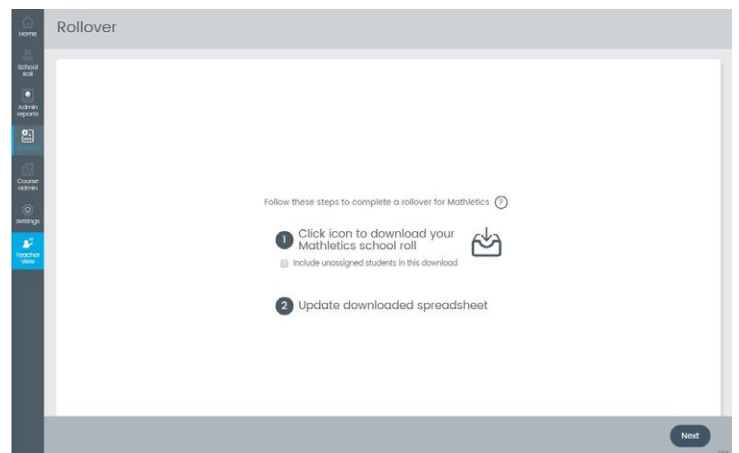 Rollover
Home
School
Roll
Admin
reports
Course
admin
Settings
Teacher
view
Follow these steps to complete a rollover for Mathletics ?
1 Click icon to download your
Mathletics school roll
Include unassigned students in this download
2 Update downloaded spreadsheet
Next